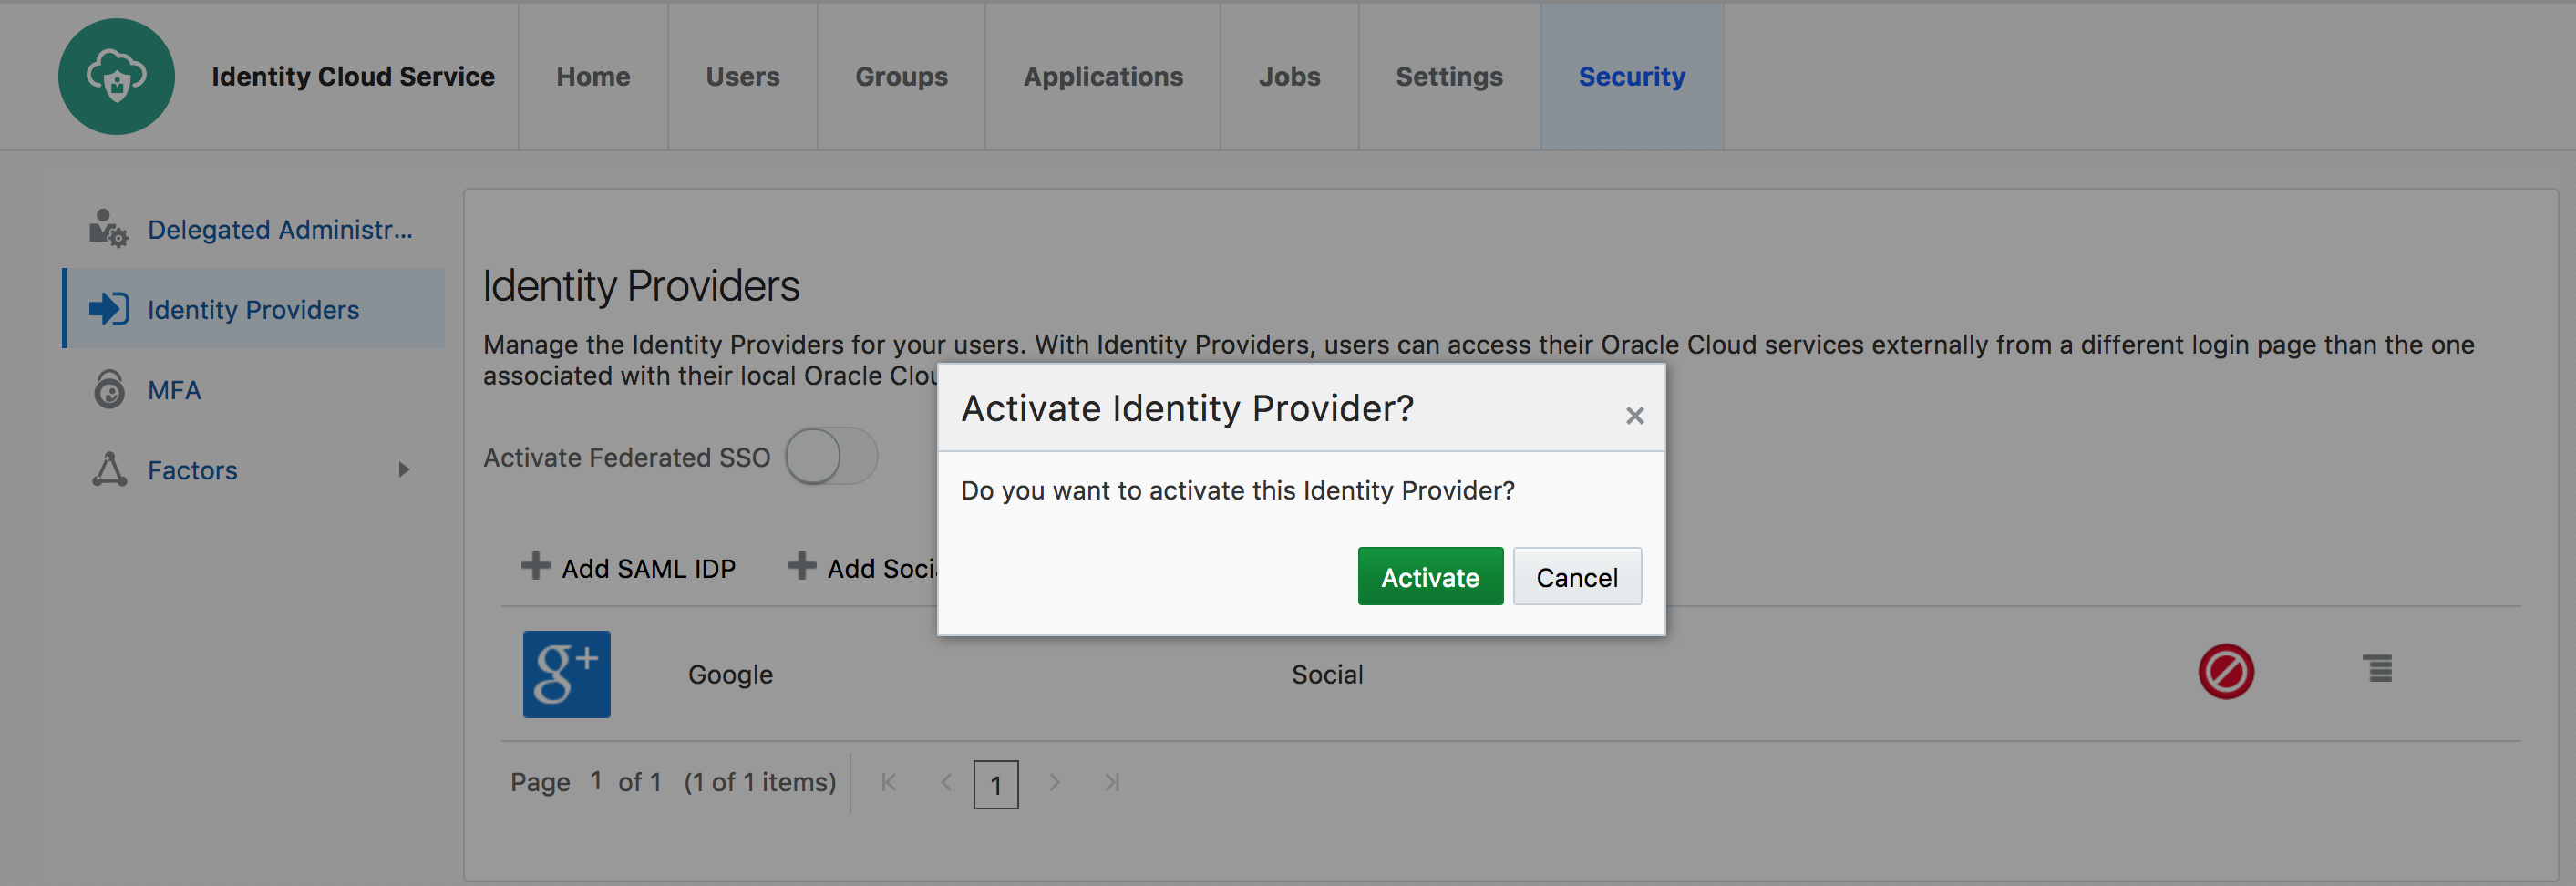 Identity Cloud Service
Home
Users
Groups
Applications
Jobs
Settings
Security
Delegated Administr...
Identity Providers
MFA
Factors
Identity Providers
Manage the Identity Providers for your users. With Identity Providers, users can access their Oracle Cloud services externally from a different login page than the one
associated with their local Oracle Clou
Activate Federated SSO
Activate Identity Provider?
×
Do you want to activate this Identity Provider?
Activate
Cancel
Add SAML IDP
Add Soci
g+
Google
Social
Page 1 of 1 (1 of 1 items)
1